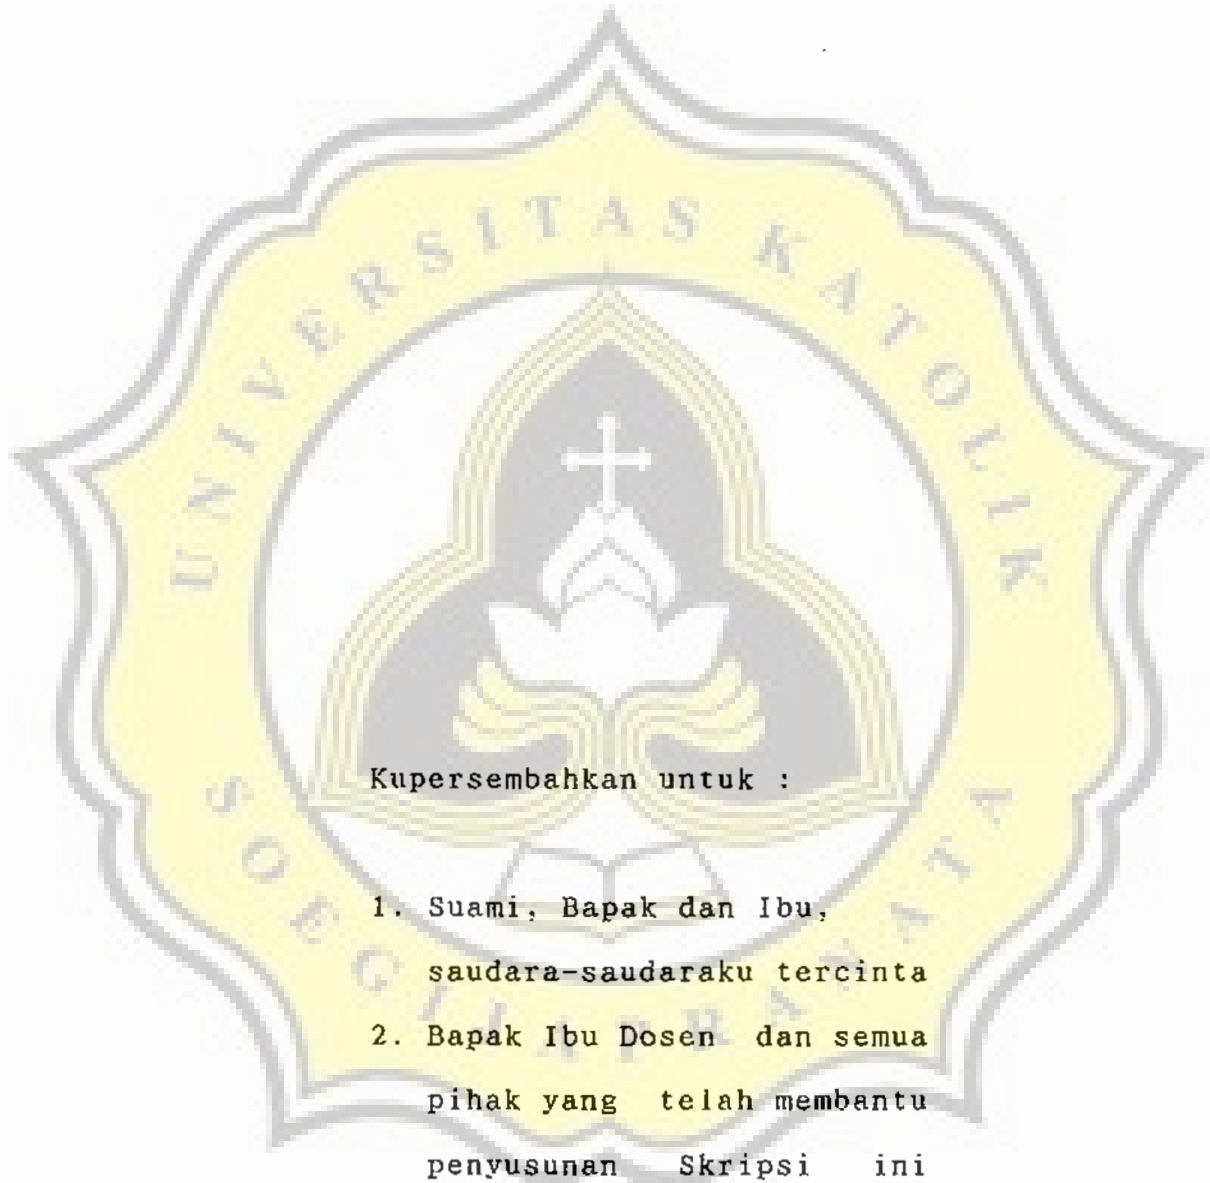 UNIVERSITAS KATOLIK
SOEGIJAPRANATA
Kupersembahkan untuk :
1. Suami, Bapak dan Ibu,
saudara-saudaraku tercinta
2. Bapak Ibu Dosen dan semua
pihak yang telah membantu
penyusunan Skripsi ini